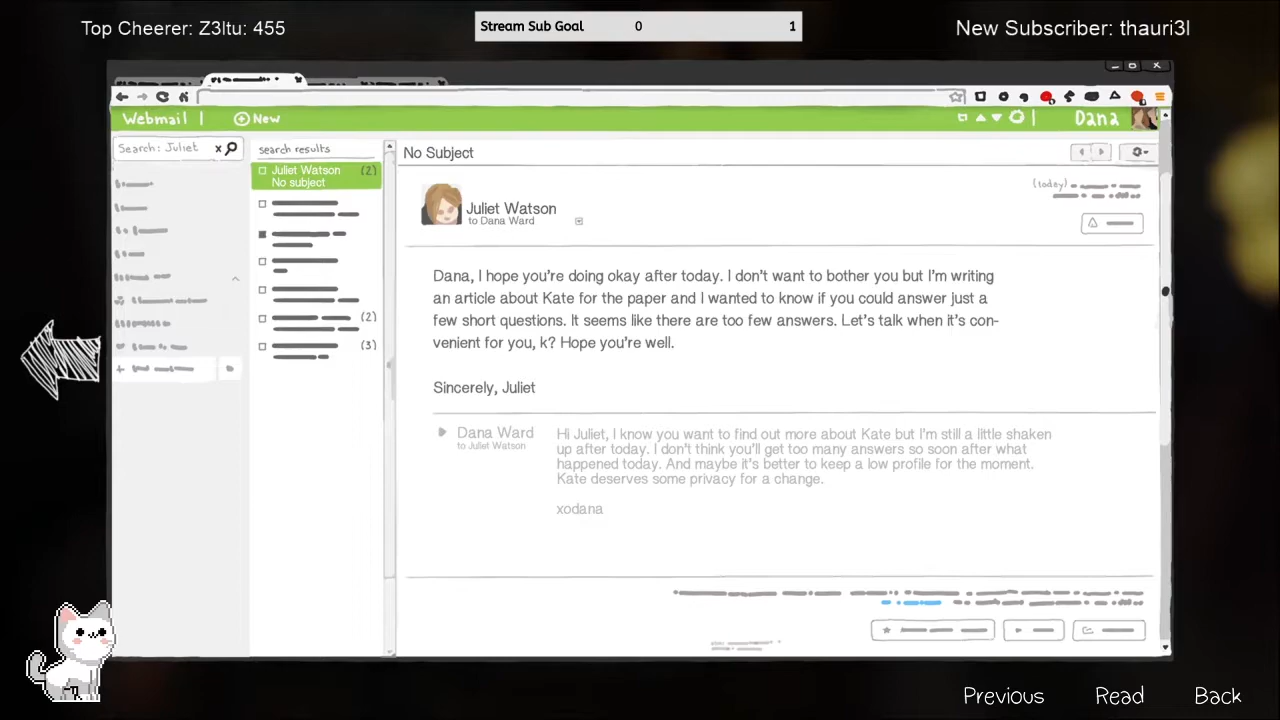 Top Cheerer: Z3ltu: 455
Stream Sub Goal 0 1
New Subscriber: thauri3l
Webmail | New Dana
Search: Juliet x
search results
No Subject
Juliet Watson (2)
No subject
(2)
(3)
(today)
Juliet Watson
to Dana Ward
Dana, I hope you're doing okay after today. I don't want to bother you but I'm writing
an article about Kate for the paper and I wanted to know if you could answer just a
few short questions. It seems like there are too few answers. Let's talk when it's con-
venient for you, k? Hope you're well.
Sincerely, Juliet
Dana Ward
to Juliet Watson
Hi Juliet, I know you want to find out more about Kate but I'm still a little shaken
up after today. I don't think you'll get too many answers so soon after what
happened today. And maybe it's better to keep a low profile for the moment.
Kate deserves some privacy for a change.
xodana
Previous Read Back